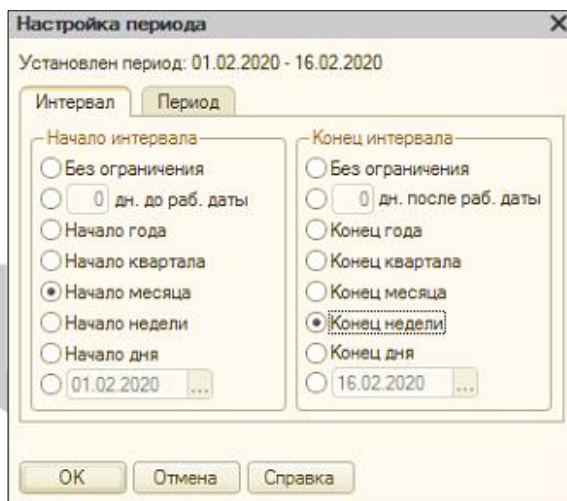 Настройка периода
Установлен период: 01.02.2020 - 16.02.2020
Интервал
Период
Начало интервала
Без ограничения
0 дн. до раб. даты
Начало года
Начало квартала
Начало месяца
Начало недели
Начало дня
01.02.2020 ...
Конец интервала
Без ограничения
0 дн. после раб. даты
Конец года
Конец квартала
Конец месяца
Конец недели
Конец дня
16.02.2020 ...
OK
Отмена
Справка